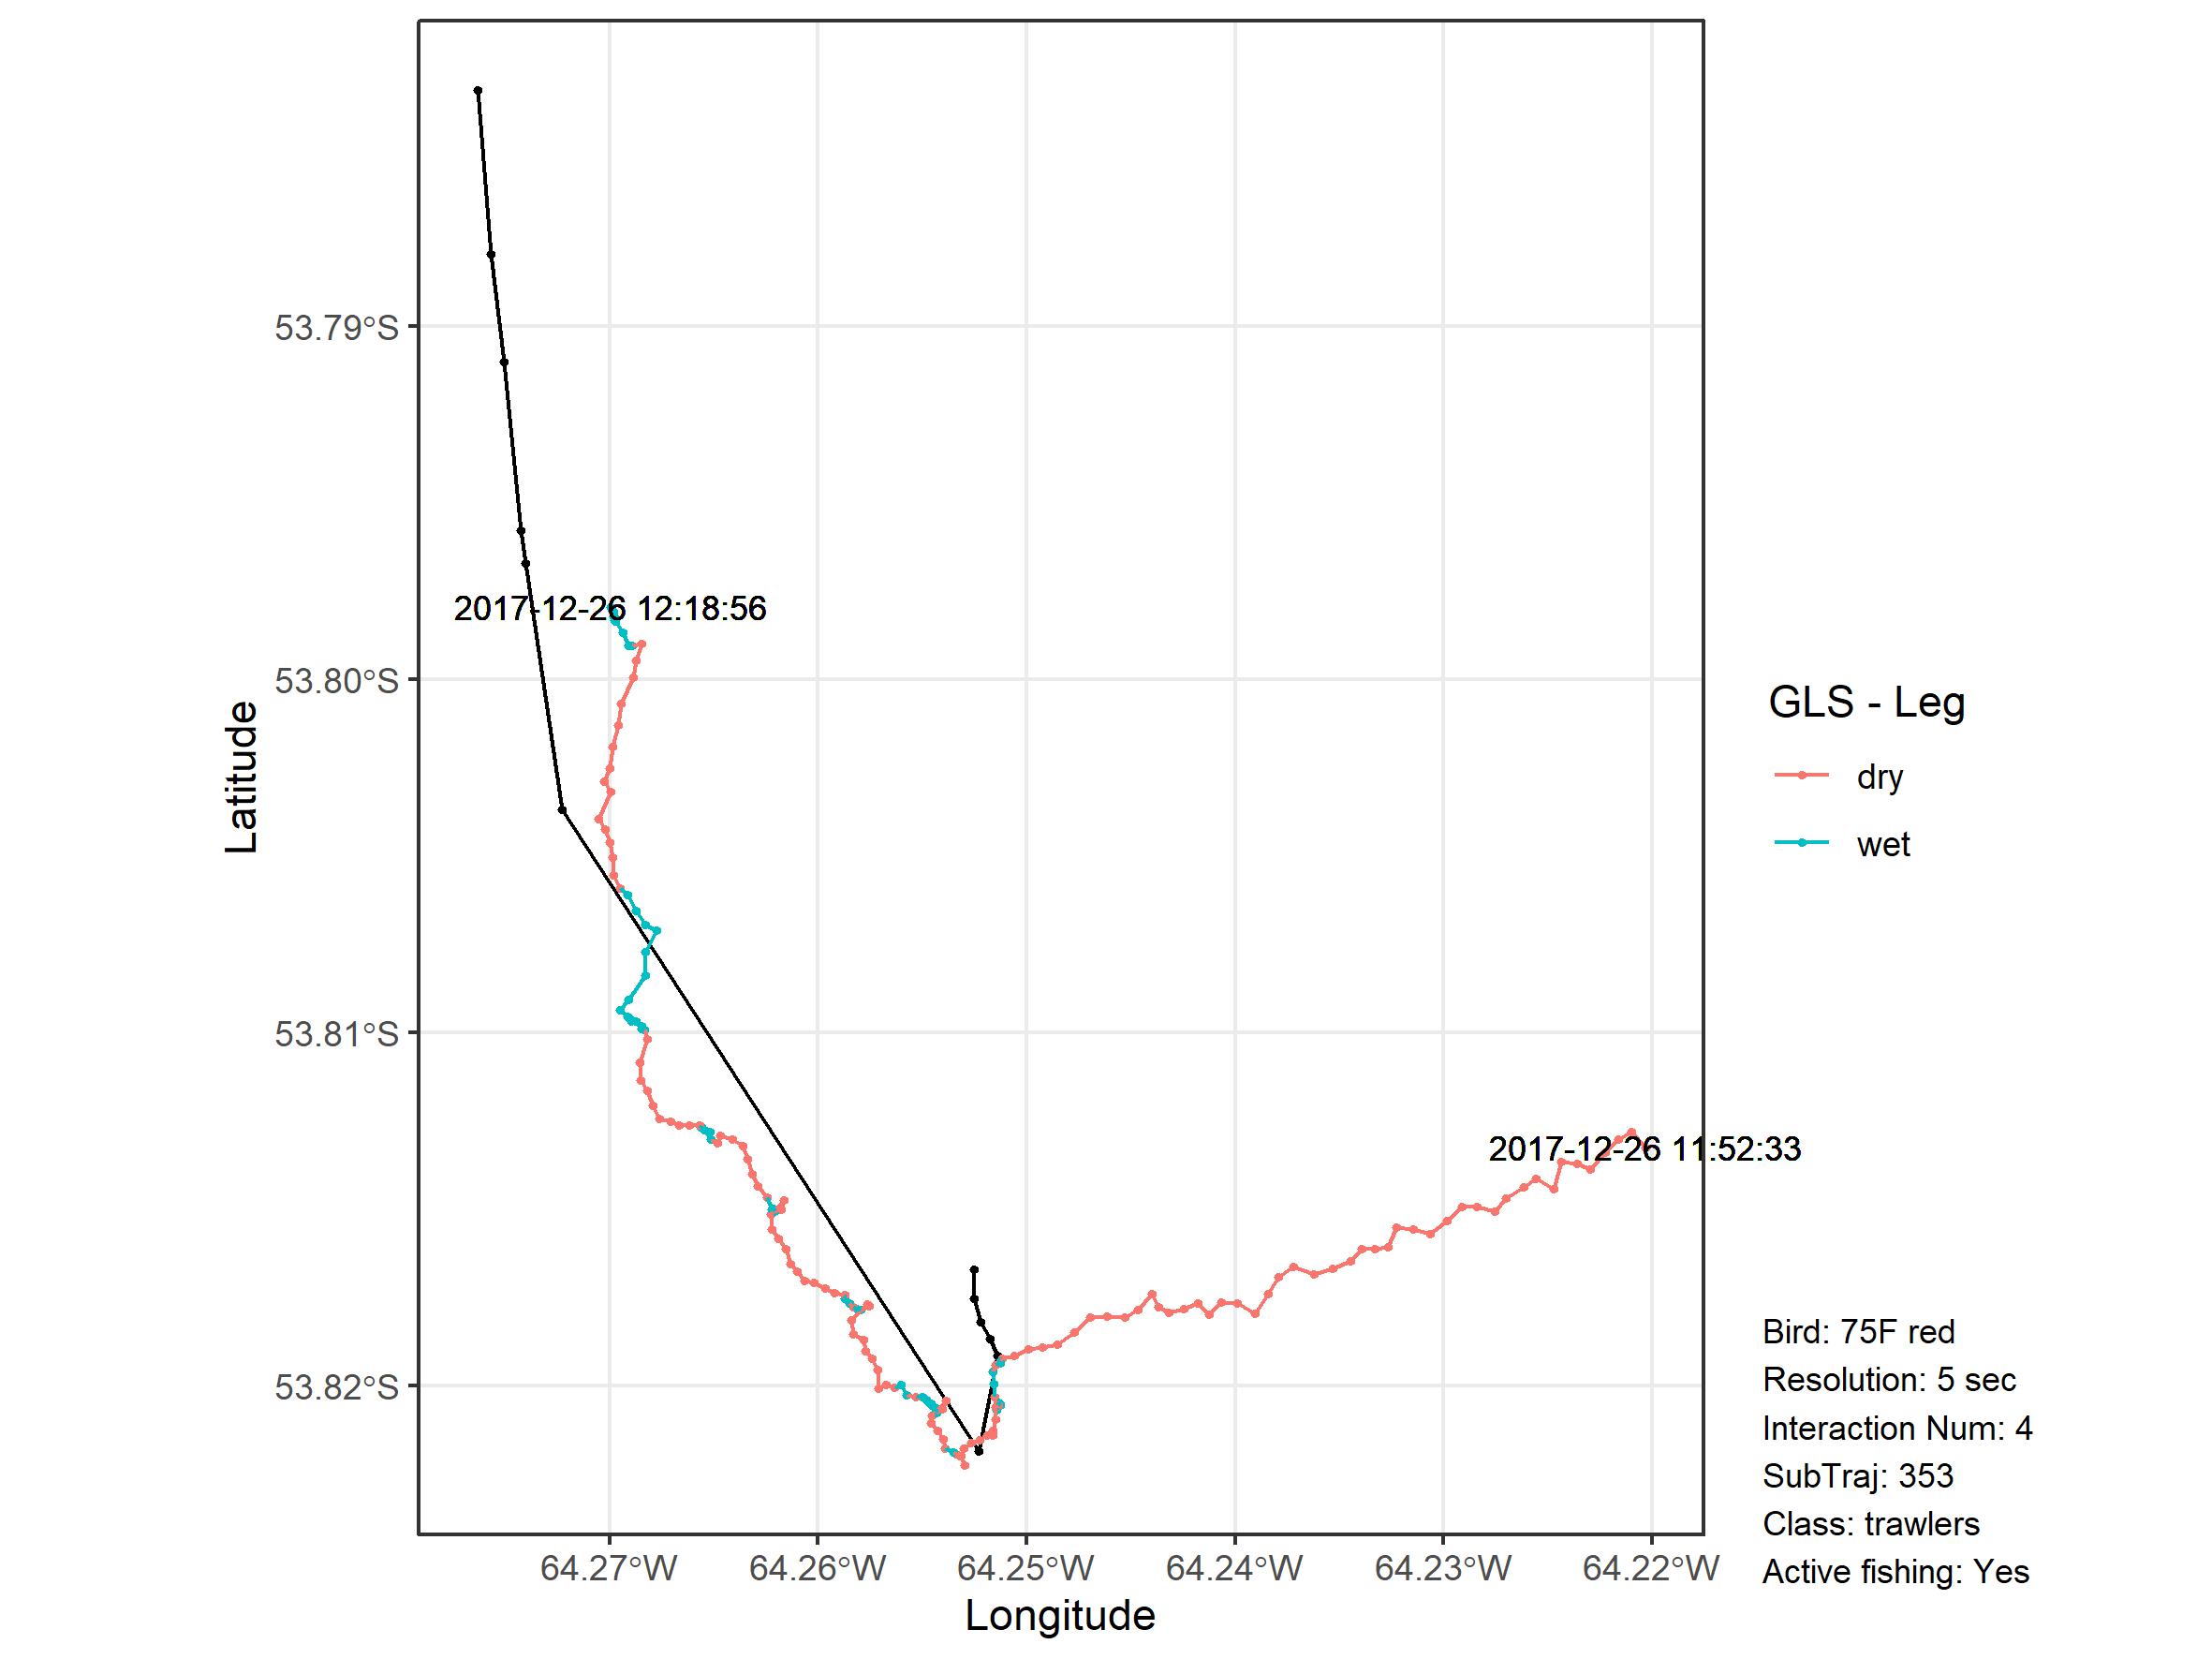 53.79°S
2017-12-26 12:18:56
53.80°S
Latitude
GLS - Leg
dry
wet
53.81°S
2017-12-26 11:52:33
53.82°S
Bird: 75F red
Resolution: 5 sec
Interaction Num: 4
SubTraj: 353
Class: trawlers
Active fishing: Yes
64.27°W 64.26°W 64.25°W 64.24°W 64.23°W 64.22°W
Longitude